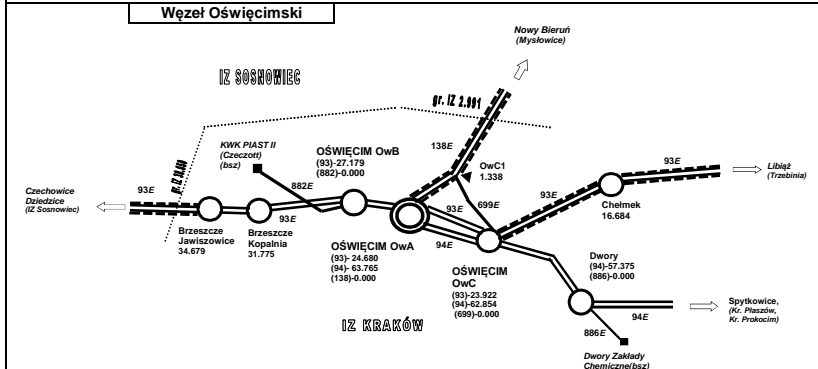 Węzeł Oświęcimski
Nowy Bieruń
(Mysłowice)
IZ SOSNOWIEC
gr. IZ 2.991
138E
KWK PIAST II
(Czeczott)
(bsz)
OŚWIĘCIM OwB
(93)-27.179
(882)-0.000
OwC1
1.338
93E
Libiąż
(Trzebinia)
Czechowice
Dziedzice
(IZ Sosnowiec)
93E
882E
93E
699E
93E
Chełmek
16.684
93E
94E
Brzeszcze
Jawiszowice
34.679
Brzeszcze
Kopalnia
31.775
OŚWIĘCIM OwA
(93)- 24.680
(94)- 63.765
(138)-0.000
OŚWIĘCIM
OwC
(93)-23.922
(94)-62.854
(699)-0.000
Dwory
(94)-57.375
(886)-0.000
Spytkowice,
(Kr. Płaszów,
Kr. Prokocim)
94E
IZ KRAKÓW
886E
Dwory Zakłady
Chemiczne(bsz)